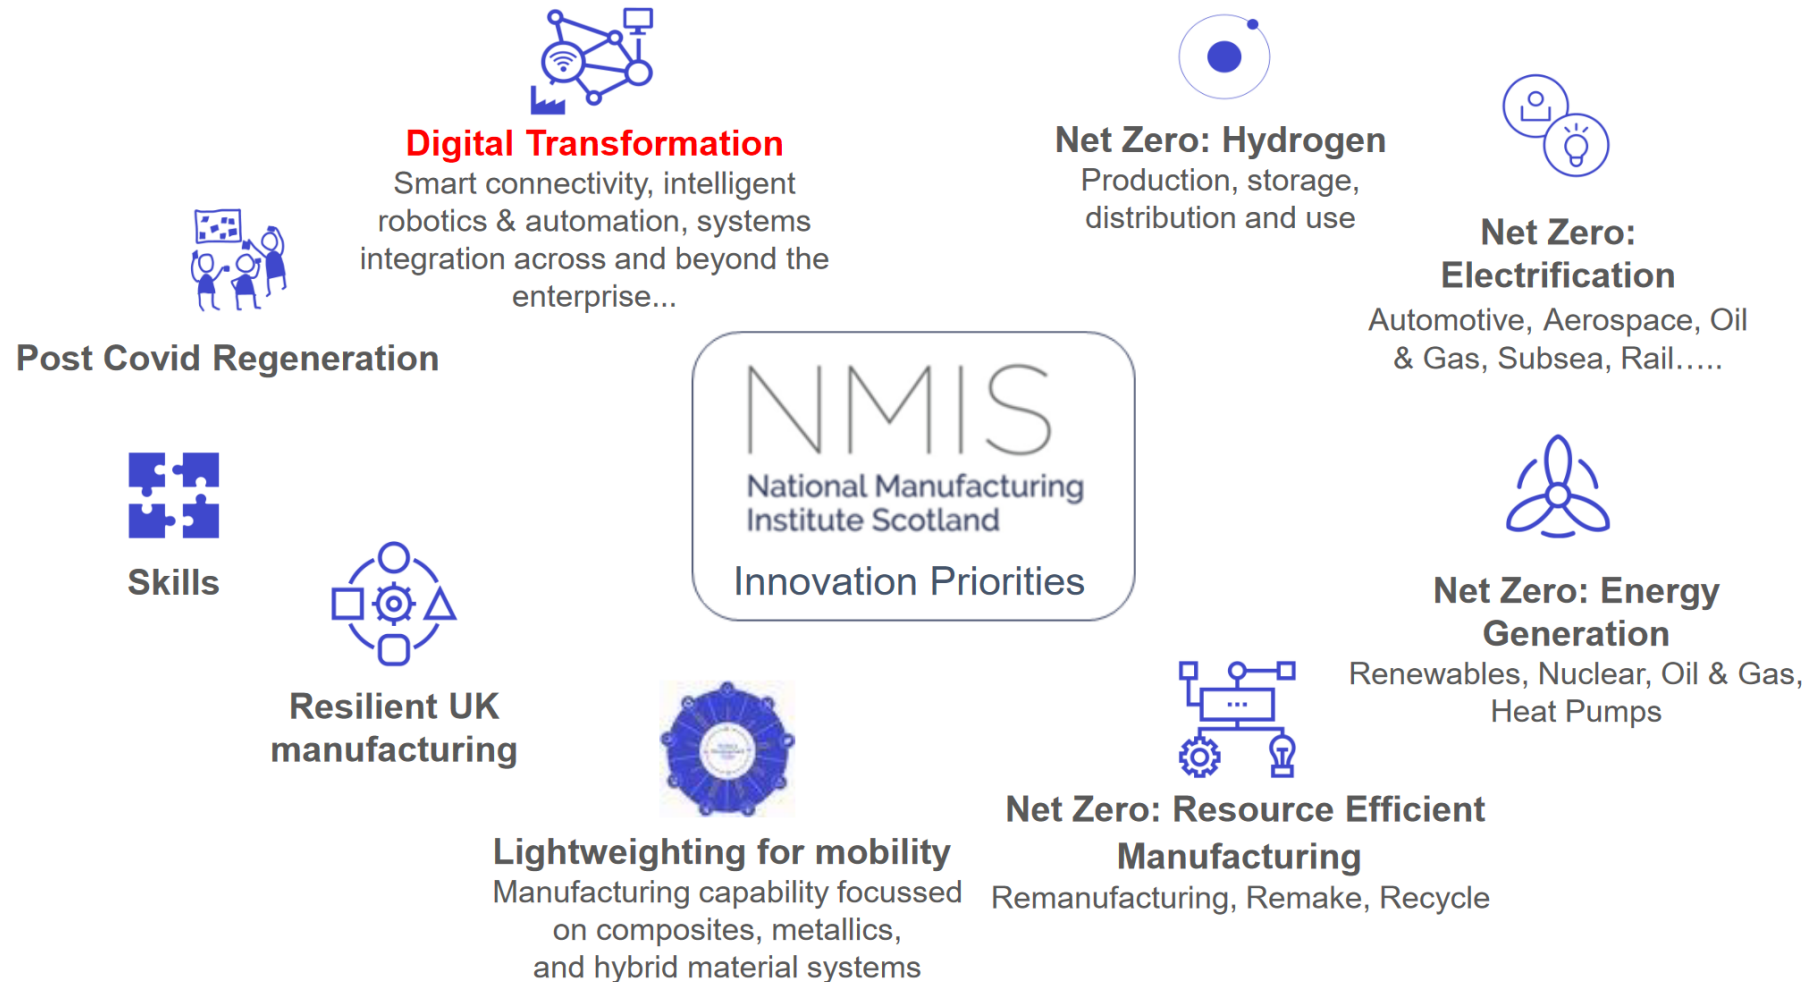 Digital Transformation
Smart connectivity, intelligent
robotics & automation, systems
integration across and beyond the
enterprise...
Net Zero: Hydrogen
Production, storage,
distribution and use
Net Zero:
Electrification
Automotive, Aerospace, Oil
& Gas, Subsea, Rail…..
Post Covid Regeneration
NMIS
National Manufacturing
Institute Scotland
Innovation Priorities
Skills
Net Zero: Energy
Generation
Renewables, Nuclear, Oil & Gas,
Heat Pumps
Resilient UK
manufacturing
Lightweighting for mobility
Manufacturing capability focussed
on composites, metallics,
and hybrid material systems
Net Zero: Resource Efficient
Manufacturing
Remanufacturing, Remake, Recycle